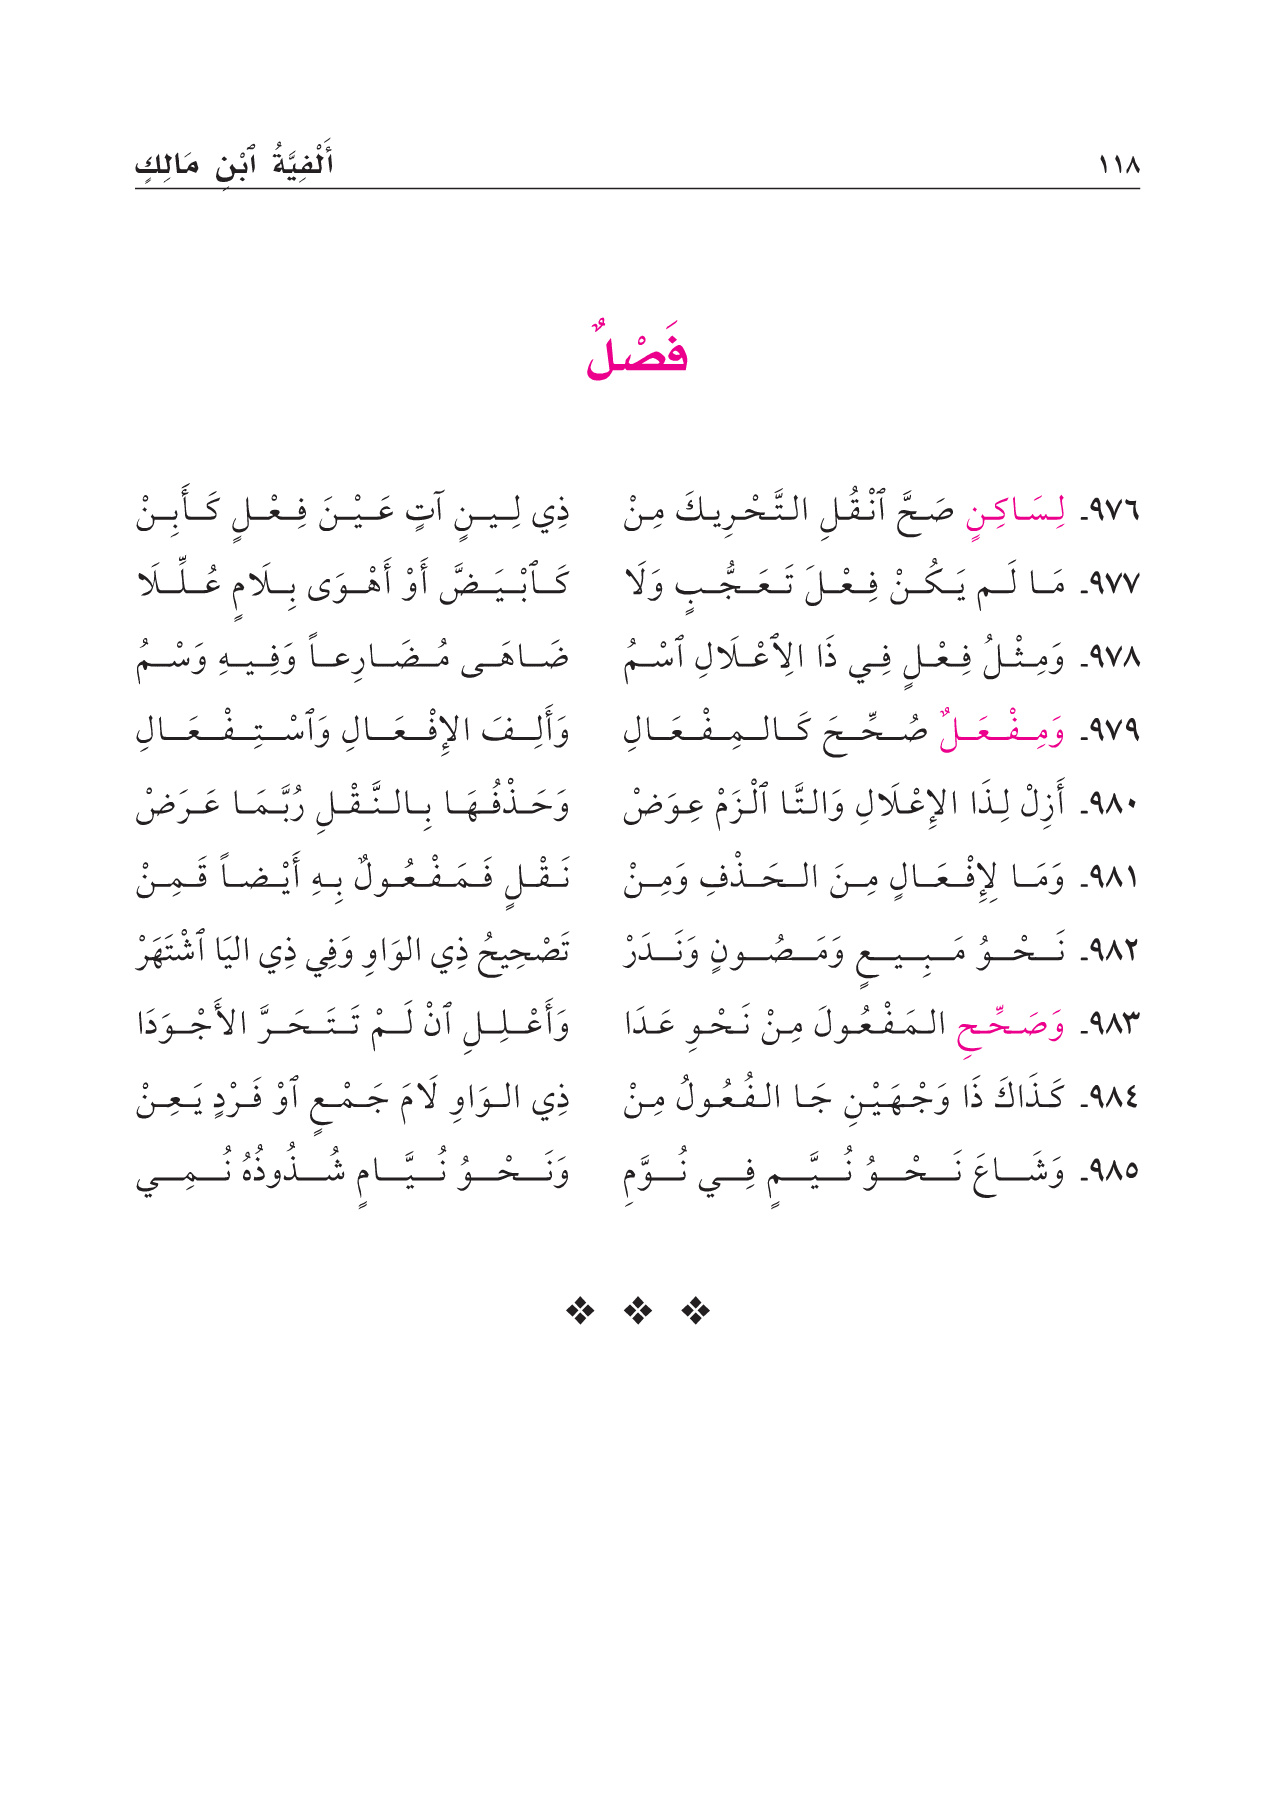 ١١٨ أَلْفِيَّةُ ٱبْنِ مَالِكٍ
فَصْلٌ
٩٧٦ـ لِسَاكِنٍ صَحَّ ٱنْقُلِ التَّحْرِيكَ مِنْ ذِي لِينٍ آتٍ عَيْنَ فِعْلٍ كَأَبِنْ
٩٧٧ـ مَا لَم يَكُنْ فِعْلَ تَعَجُّبٍ وَلَا كَٱبْيَضَّ أَوْ أَهْوَى بِلَامٍ عُلِّلَا
٩٧٨ـ وَمِثْلُ فِعْلٍ فِي ذَا الِٱعْلَالِ ٱسْمُ ضَاهَى مُضَارِعاً وَفِيهِ وَسْمُ
٩٧٩ـ وَمِفْعَلٌ صُحِّحَ كَالمِفْعَالِ وَأَلِفَ الإِفْعَالِ وَٱسْتِفْعَالِ
٩٨٠ـ أَزِلْ لِذَا الإِعْلَالِ وَالتَّا ٱلْزَمْ عِوَضْ وَحَذْفُهَا بِالنَّقْلِ رُبَّمَا عَرَضْ
٩٨١ـ وَمَا لِإِفْعَالٍ مِنَ الحَذْفِ وَمِنْ نَقْلٍ فَمَفْعُولٌ بِهِ أَيْضاً قَمِنْ
٩٨٢ـ نَحْوُ مَبِيعٍ وَمَصُونٍ وَنَدَرْ تَصْحِيحُ ذِي الوَاوِ وَفِي ذِي اليَا ٱشْتَهَرْ
٩٨٣ـ وَصَحِّحِ المَفْعُولَ مِنْ نَحْوِ عَدَا وَأَعْلِلِ ٱنْ لَمْ تَتَحَرَّ الأَجْوَدَا
٩٨٤ـ كَذَاكَ ذَا وَجْهَيْنِ جَا الفُعُولُ مِنْ ذِي الوَاوِ لَامَ جَمْعٍ ٱوْ فَرْدٍ يَعِنْ
٩٨٥ـ وَشَاعَ نَحْوُ نُيَّمٍ فِي نُوَّمِ وَنَحْوُ نُيَّامٍ شُذُوذُهُ نُمِي